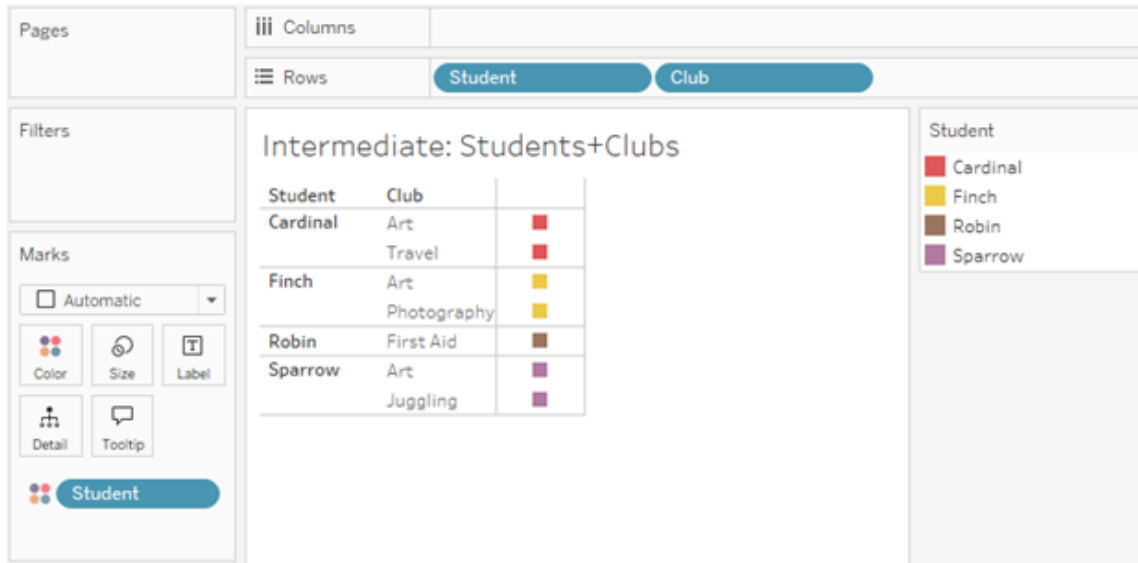 Pages
Columns
Rows Student Club
Filters
Intermediate: Students+Clubs
Student Club
Cardinal Art
Travel
Finch Art
Photography
Robin First Aid
Sparrow Art
Juggling
Student
Cardinal
Finch
Robin
Sparrow
Marks
Automatic
Color Size T Label
Detail Tooltip
Student